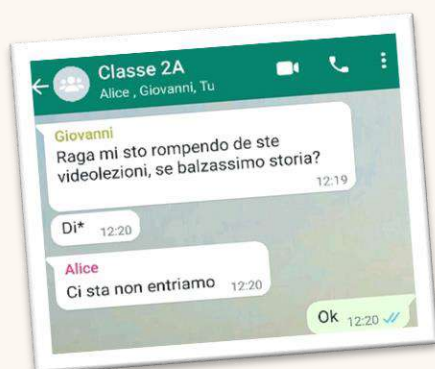 Classe 2A
Alice , Giovanni, Tu
Giovanni
Raga mi sto rompendo de ste
videolezioni, se balzassimo storia?
12:19
Di* 12:20
Alice
Ci sta non entriamo 12:20
Ok 12:20